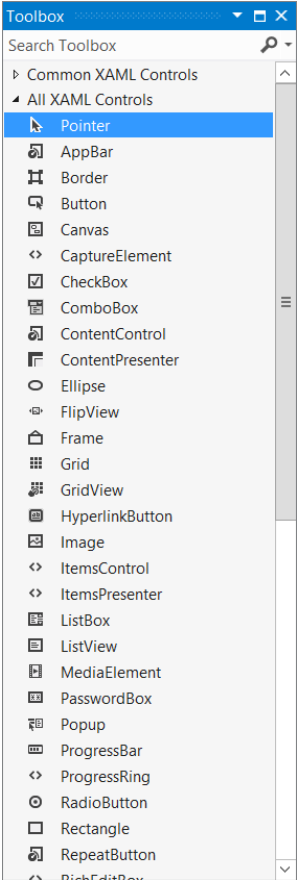 Toolbox
Search Toolbox
Common XAML Controls
All XAML Controls
Pointer
AppBar
Border
Button
Canvas
CaptureElement
CheckBox
ComboBox
ContentControl
ContentPresenter
Ellipse
FlipView
Frame
Grid
GridView
HyperlinkButton
Image
ItemsControl
ItemsPresenter
ListBox
ListView
MediaElement
PasswordBox
Popup
ProgressBar
ProgressRing
RadioButton
Rectangle
RepeatButton
RichEditBox